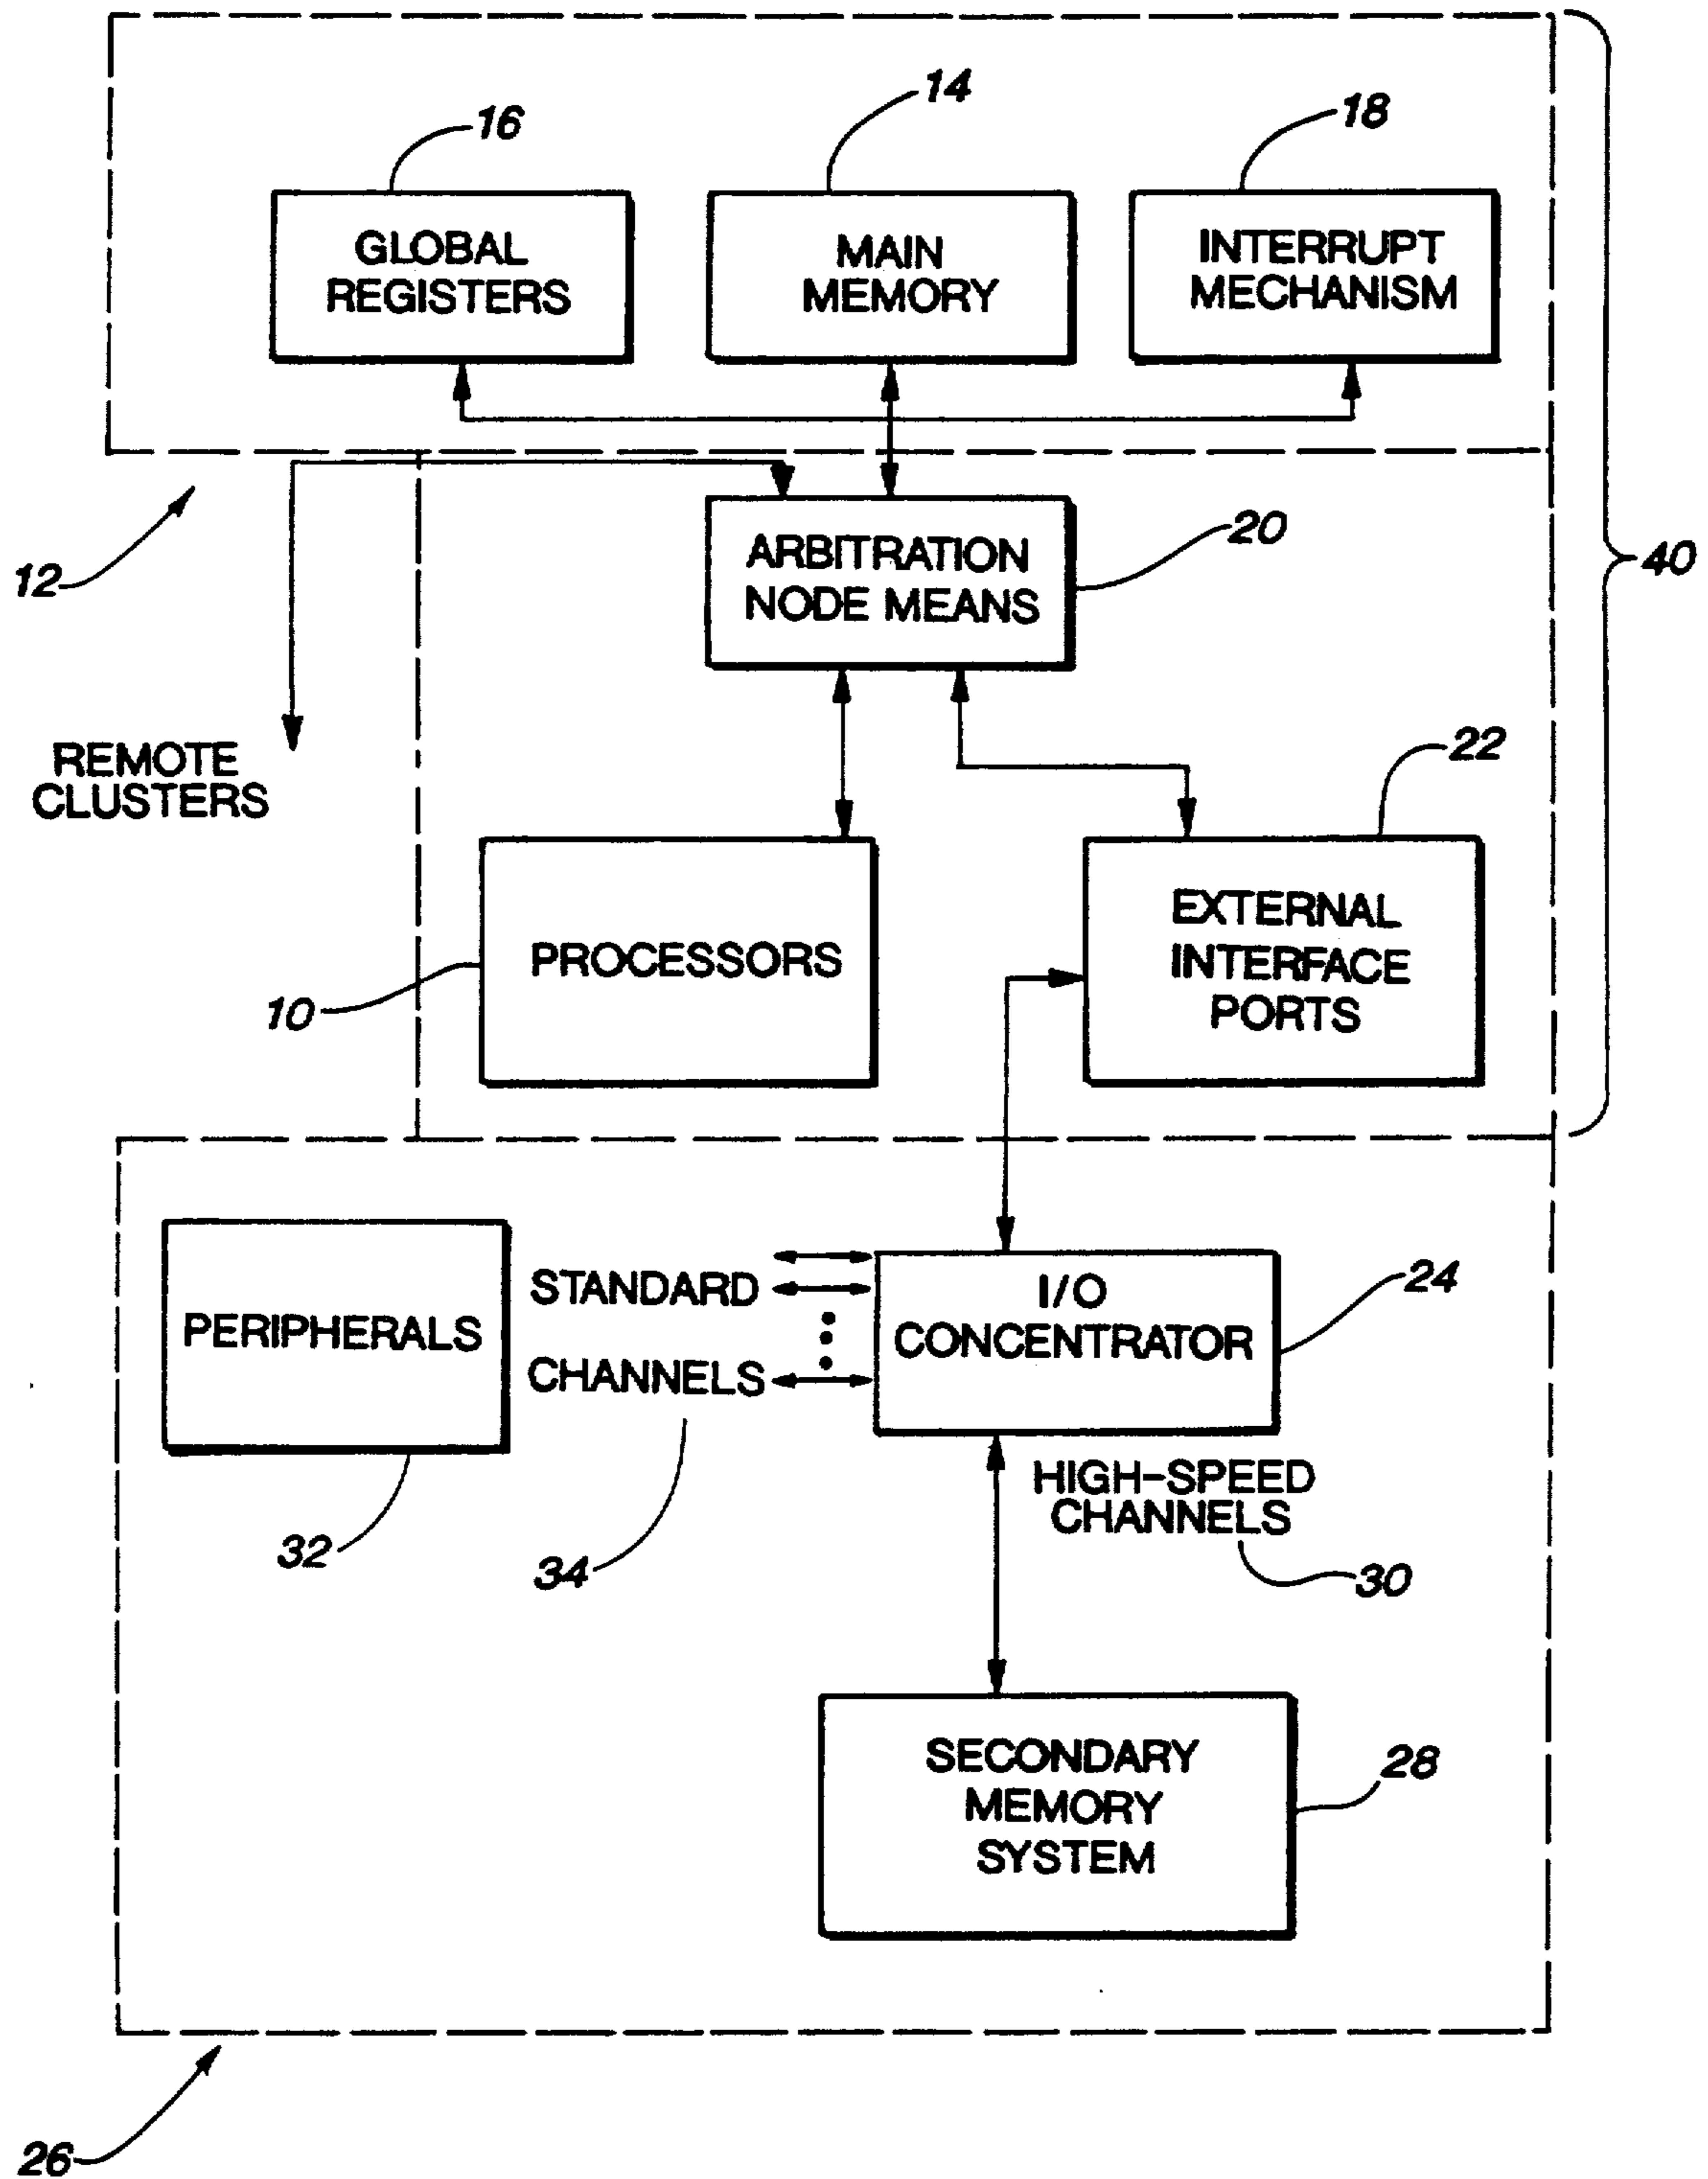 14
18
16
GLOBAL
REGISTERS
MAIN
MEMORY
INTERRUPT
MECHANISM
12
20
40
ARBITRATION
NODE MEANS
REMOTE
CLUSTERS
22
PROCESSORS
10
EXTERNAL
INTERFACE
PORTS
PERIPHERALS
32
STANDARD
CHANNELS
34
I/O
CONCENTRATOR
24
HIGH-SPEED
CHANNELS
30
SECONDARY
MEMORY
SYSTEM
28
26